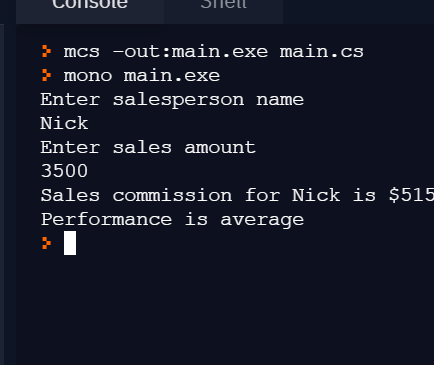 Console Shell
> mcs -out:main.exe main.cs
> mono main.exe
Enter salesperson name
Nick
Enter sales amount
3500
Sales commission for Nick is $515
Performance is average
>